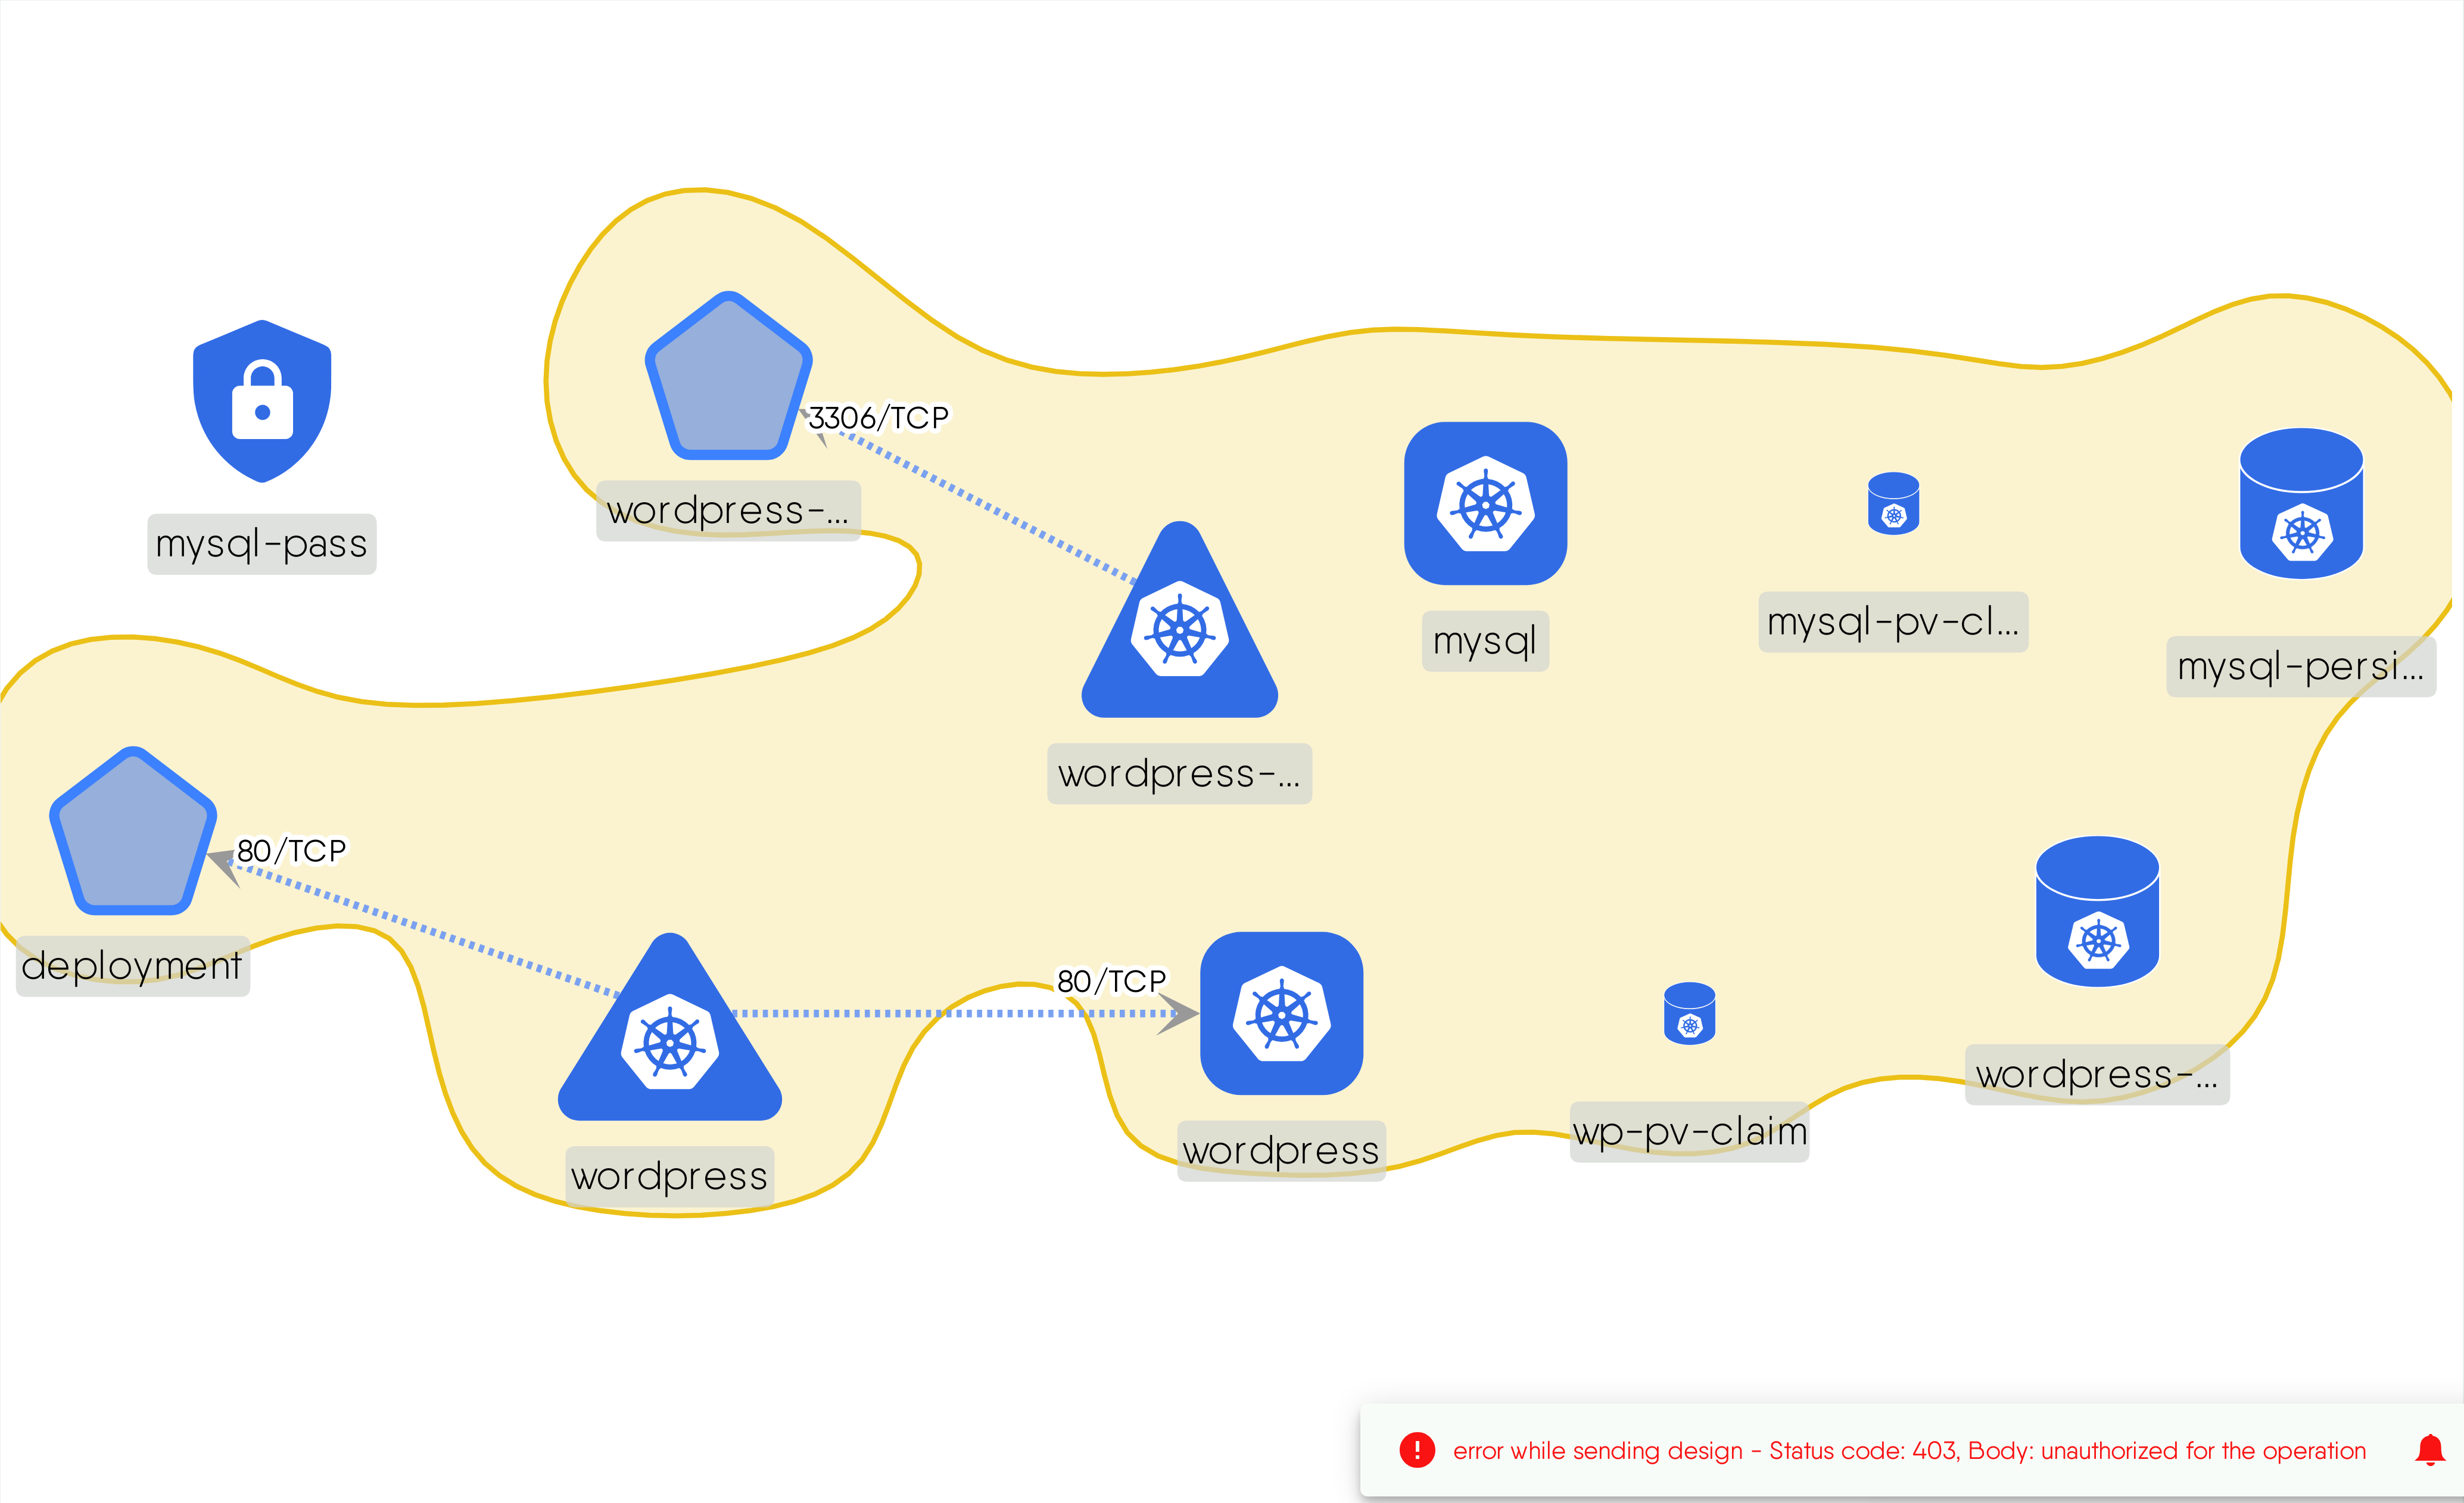 3306/TCP
wordpress-...
mysql-pass
mysql
mysql-pv-cl...
mysql-persi...
wordpress-...
80/TCP
deployment
80/TCP
wordpress-...
wordpress
wordpress
wp-pv-claim
error while sending design - Status code: 403, Body: unauthorized for the operation